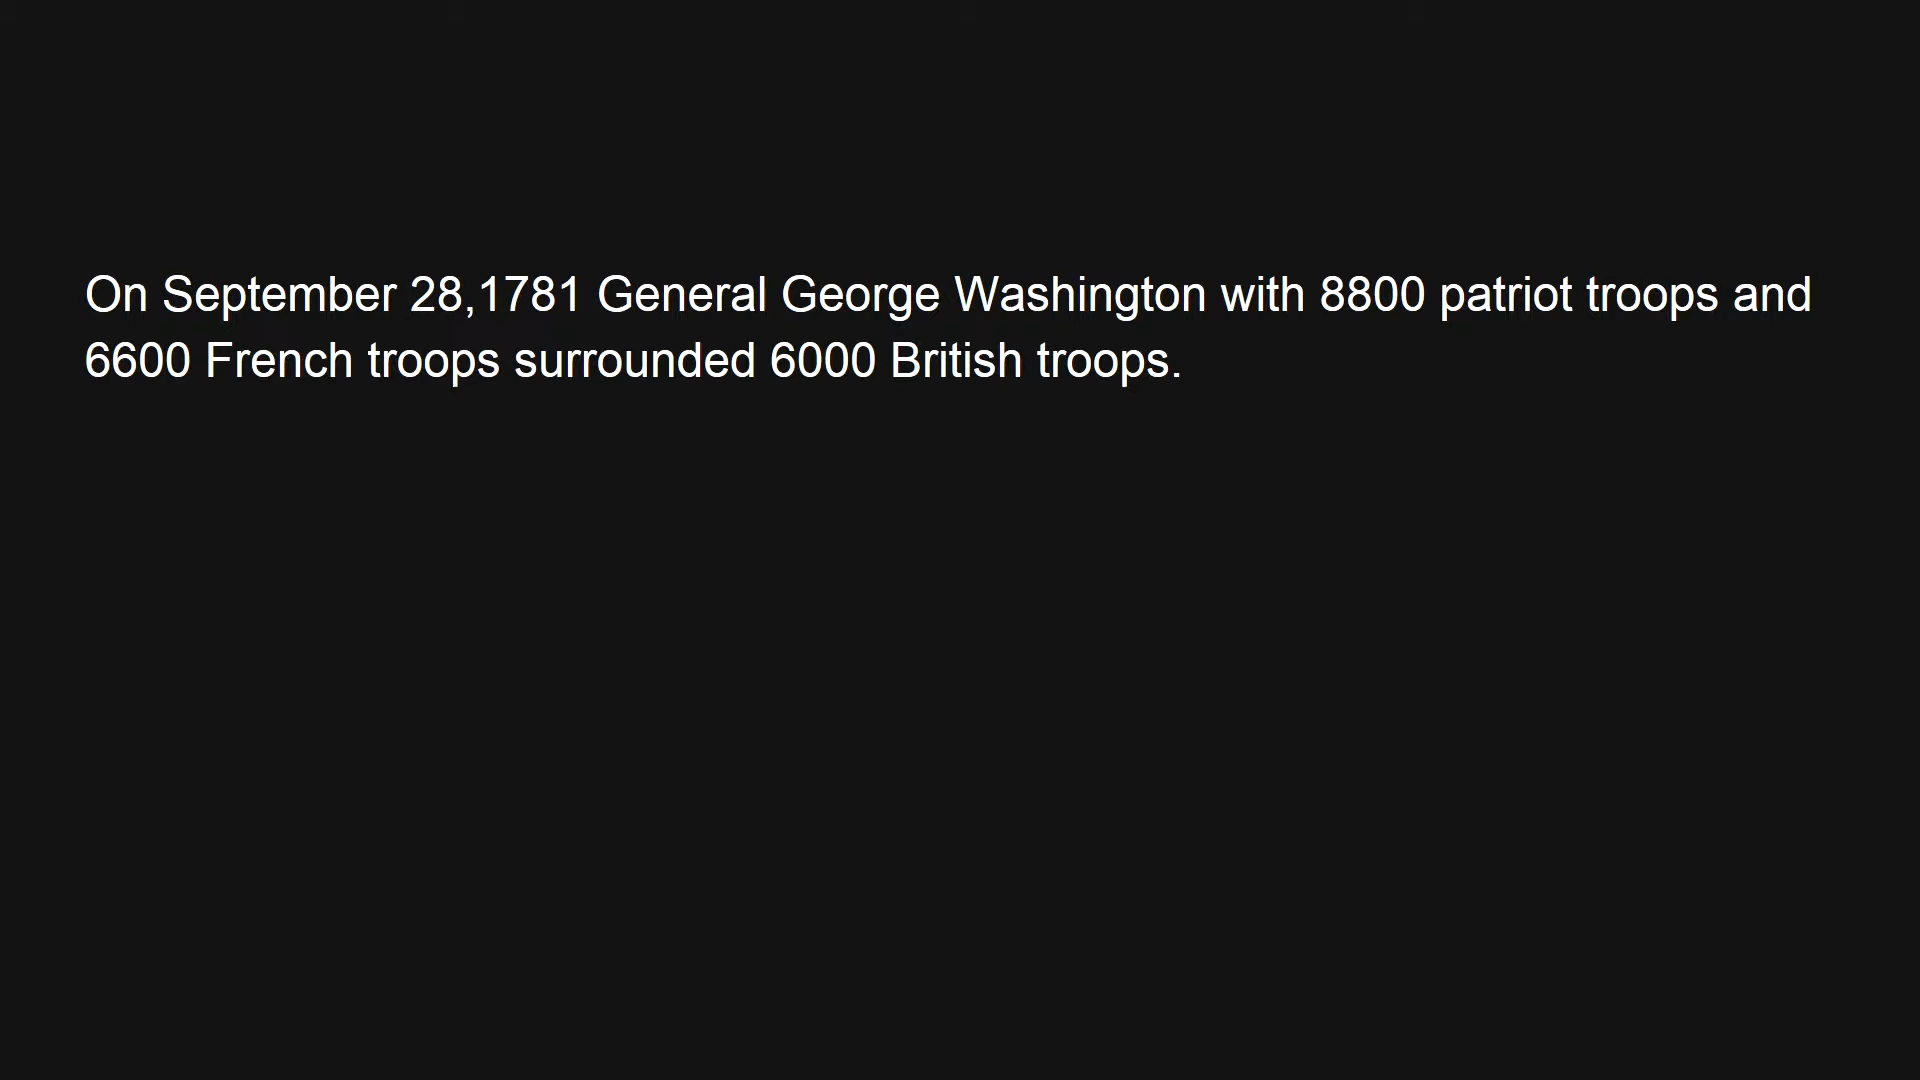 On September 28,1781 General George Washington with 8800 patriot troops and
6600 French troops surrounded 6000 British troops.